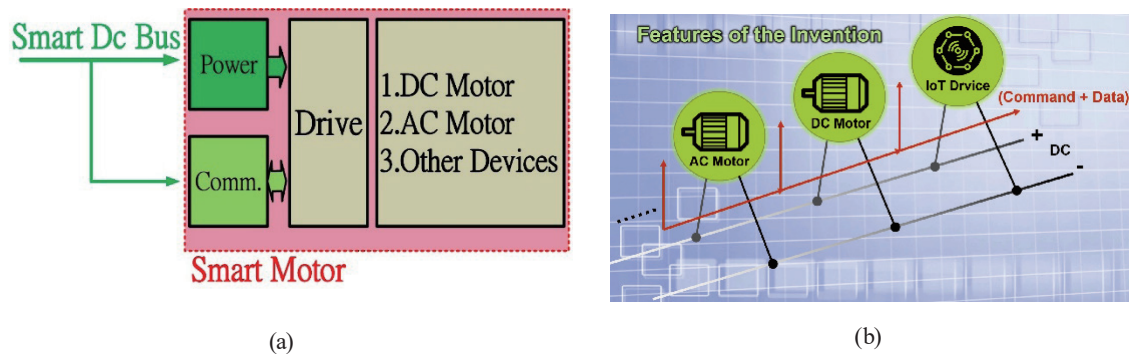 Smart Dc Bus
Power
Comm.
Drive
1.DC Motor
2.AC Motor
3.Other Devices
Smart Motor
(a)
Features of the Invention
IoT Drvice
(Command + Data)
DC Motor
AC Motor
+
DC
-
(b)